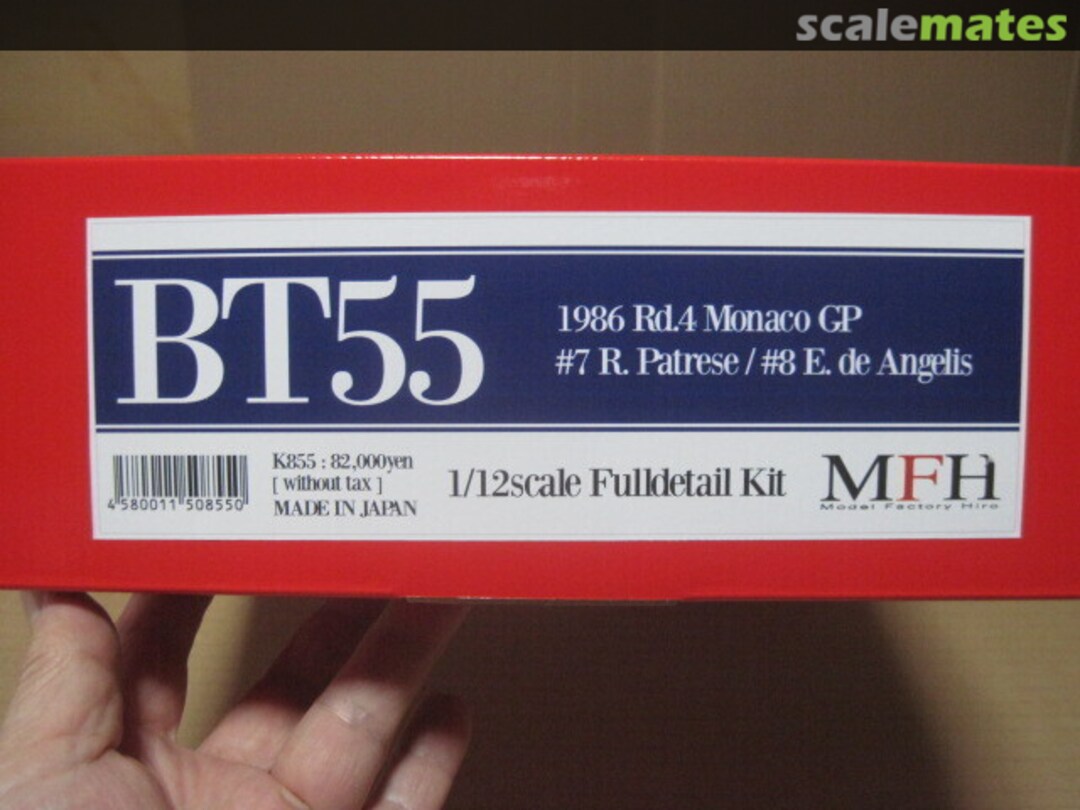 scalemates
BT55
1986 Rd.4 Monaco GP
#7 R. Patrese / #8 E. de Angelis
4 580011 508550
K855 : 82,000yen
[ without tax ]
MADE IN JAPAN
1/12scale Fulldetail Kit
MFH
Model Factory Hiro